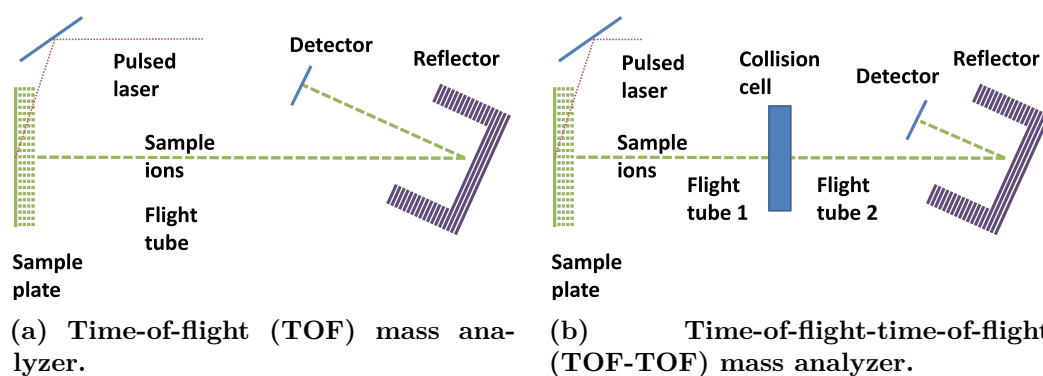 Pulsed
laser
Detector
Reflector
Sample
ions
Flight
tube
Sample
plate
(a) Time-of-flight (TOF) mass ana-
lyzer.
Pulsed
laser
Collision
cell
Detector
Reflector
Sample
ions
Flight
tube 1
Flight
tube 2
Sample
plate
(b) Time-of-flight-time-of-flight
(TOF-TOF) mass analyzer.